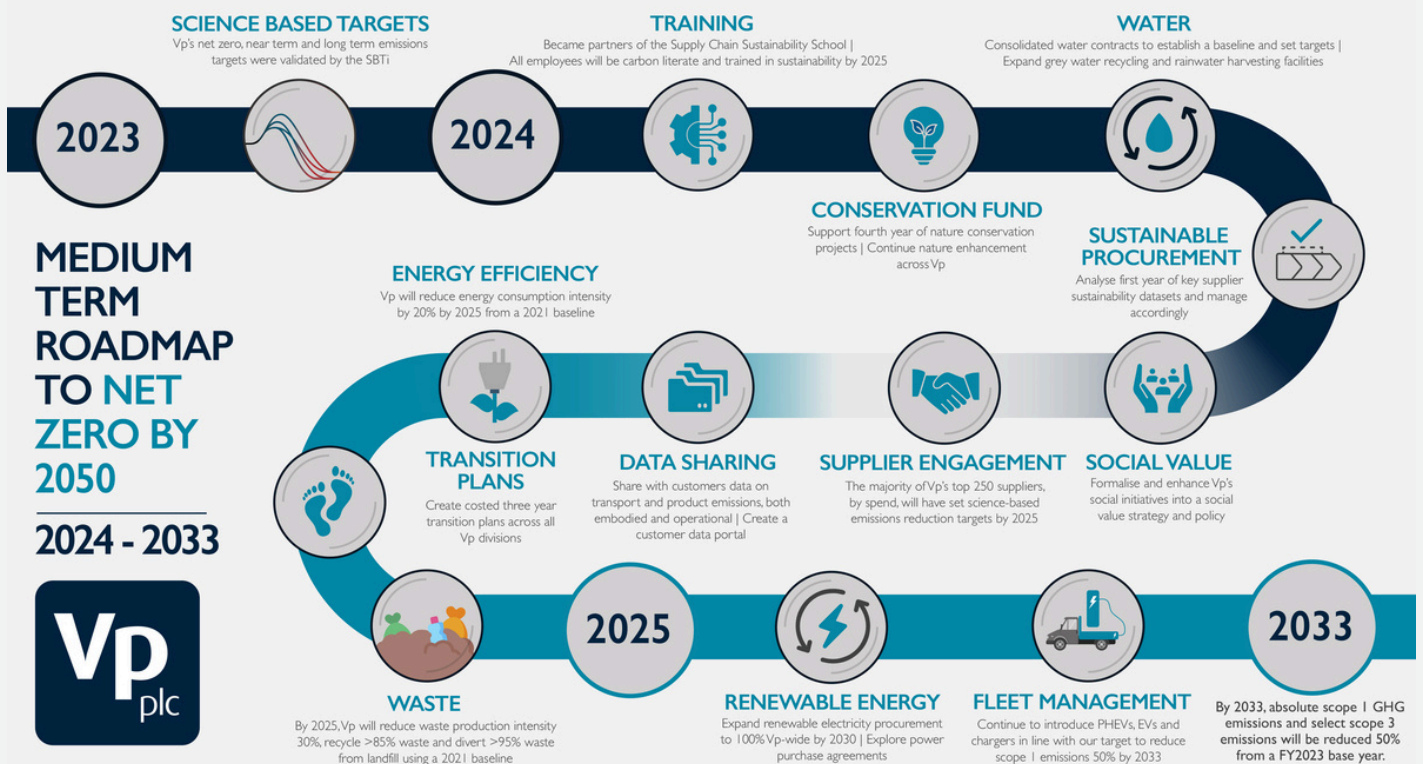 SCIENCE BASED TARGETS
Vp's net zero, near term and long term emissions
targets were validated by the SBTi
TRAINING
Became partners of the Supply Chain Sustainability School |
All employees will be carbon literate and trained in sustainability by 2025
WATER
Consolidated water contracts to establish a baseline and set targets |
Expand grey water recycling and rainwater harvesting facilities
2023
2024
CONSERVATION FUND
Support fourth year of nature conservation
projects | Continue nature enhancement
across Vp
SUSTAINABLE
PROCUREMENT
Analyse first year of key supplier
sustainability datasets and manage
accordingly
MEDIUM
TERM
ROADMAP
TO NET
ZERO BY
2050
2024 - 2033
ENERGY EFFICIENCY
Vp will reduce energy consumption intensity
by 20% by 2025 from a 2021 baseline
TRANSITION
PLANS
Create costed three year
transition plans across all
Vp divisions
DATA SHARING
Share with customers data on
transport and product emissions, both
embodied and operational | Create a
customer data portal
SUPPLIER ENGAGEMENT
The majority of Vp's top 250 suppliers,
by spend, will have set science-based
emissions reduction targets by 2025
SOCIAL VALUE
Formalise and enhance Vp's
social initiatives into a social
value strategy and policy
Vp
plc
2025
2033
WASTE
By 2025, Vp will reduce waste production intensity
30%, recycle >85% waste and divert >95% waste
from landfill using a 2021 baseline
RENEWABLE ENERGY
Expand renewable electricity procurement
to 100% Vp-wide by 2030 | Explore power
purchase agreements
FLEET MANAGEMENT
Continue to introduce PHEVs, EVs and
chargers in line with our target to reduce
scope 1 emissions 50% by 2033
By 2033, absolute scope 1 GHG
emissions and select scope 3
emissions will be reduced 50%
from a FY2023 base year.